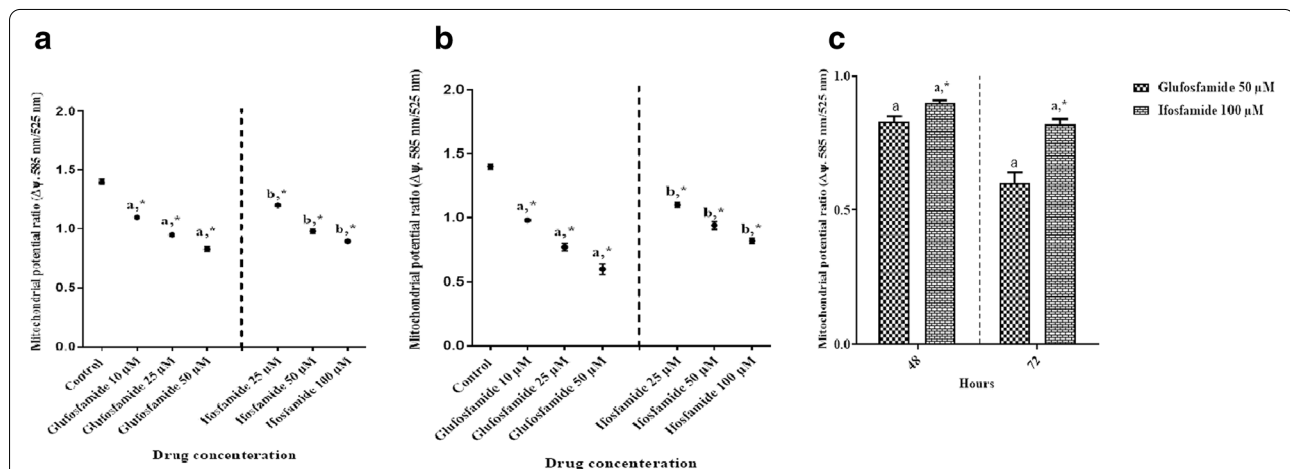 a
Mitochondrial potential ratio (Δψ. 585 nm/525 nm)
2.0
1.5
1.0
0.5
0.0
a,*
a,*
a,*
b,*
b,*
b,*
Control
Glufosfamide 10 µM
Glufosfamide 25 µM
Glufosfamide 50 µM
Ifosfamide 25 µM
Ifosfamide 50 µM
Ifosfamide 100 µM
Drug concenteration
b
Mitochondrial potential ratio (Δψ. 585 nm/525 nm)
2.0
1.5
1.0
0.5
0.0
a,*
a,*
a,*
b,*
b,*
b,*
Control
Glufosfamide 10 µM
Glufosfamide 25 µM
Glufosfamide 50 µM
Ifosfamide 25 µM
Ifosfamide 50 µM
Ifosfamide 100 µM
Drug concenteration
c
Mitochondrial potential ratio (Δψ. 585 nm/525 nm)
1.0
0.5
0.0
a
a,*
a
a,*
48
72
Hours
Glufosfamide 50 µM
Ifosfamide 100 µM